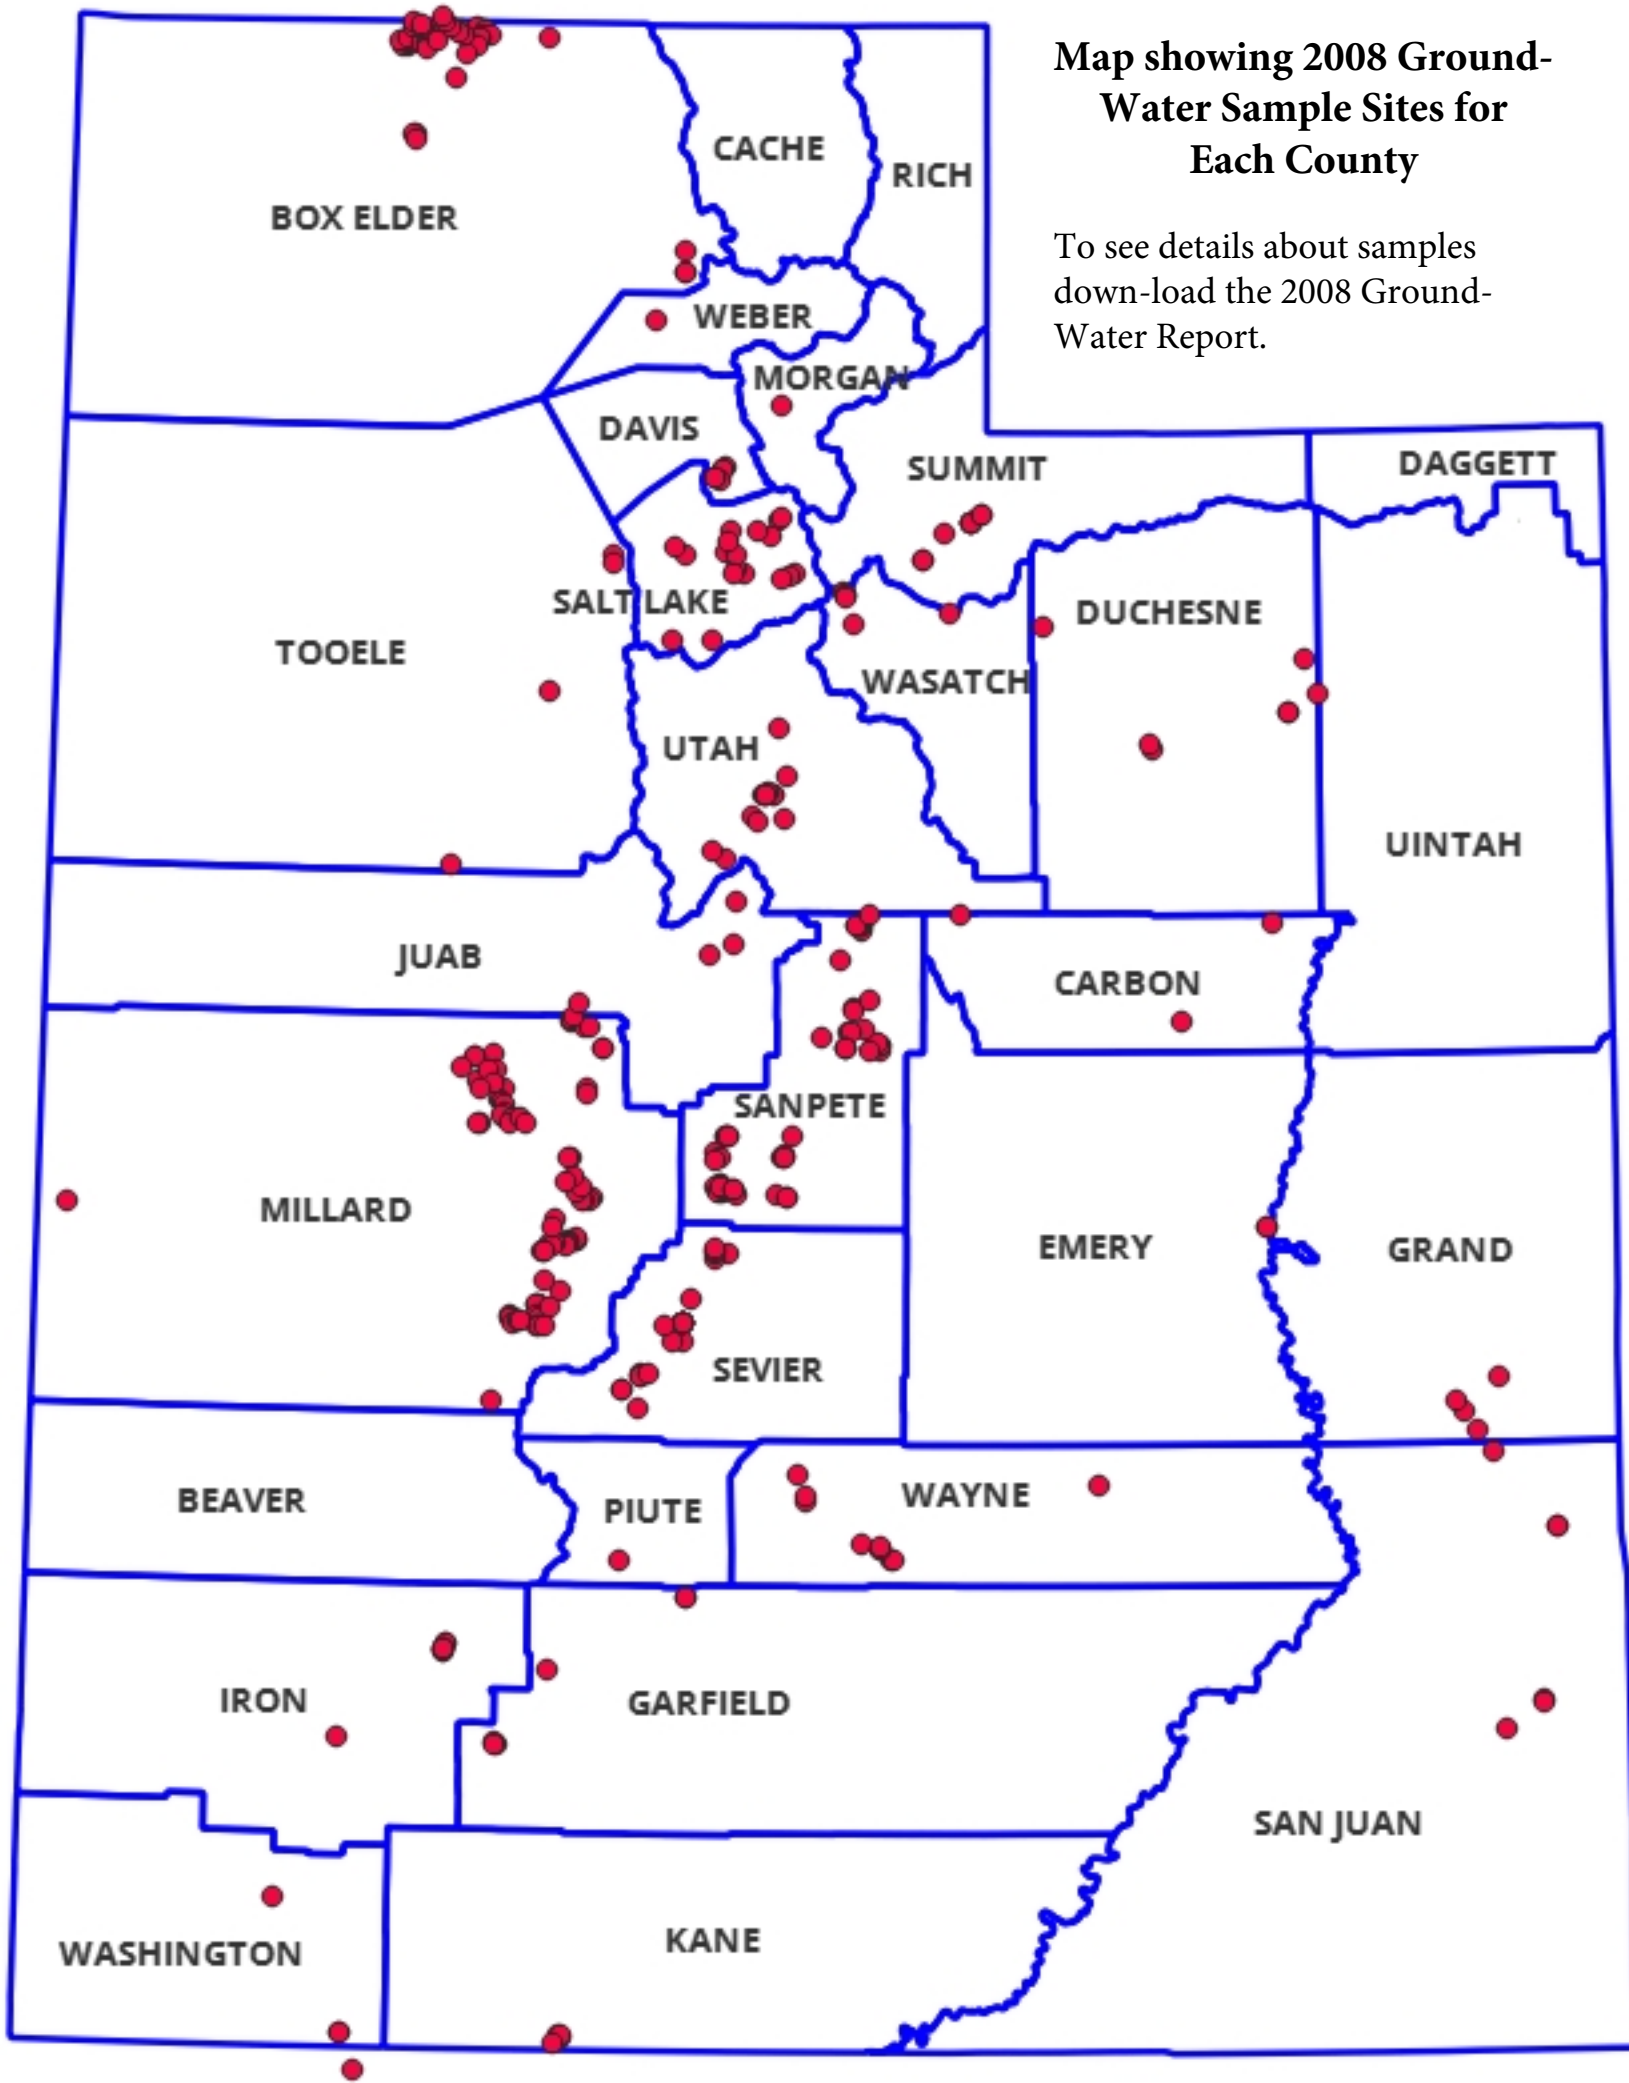 Map showing 2008 Ground-
Water Sample Sites for
Each County
To see details about samples
down-load the 2008 Ground-
Water Report.
CACHE
RICH
BOX ELDER
WEBER
MORGAN
DAVIS
SUMMIT
DAGGETT
SALT LAKE
DUCHESNE
TOOELE
WASATCH
UTAH
UINTAH
JUAB
CARBON
SANPETE
MILLARD
EMERY
GRAND
SEVIER
BEAVER
PIUTE
WAYNE
IRON
GARFIELD
SAN JUAN
WASHINGTON
KANE